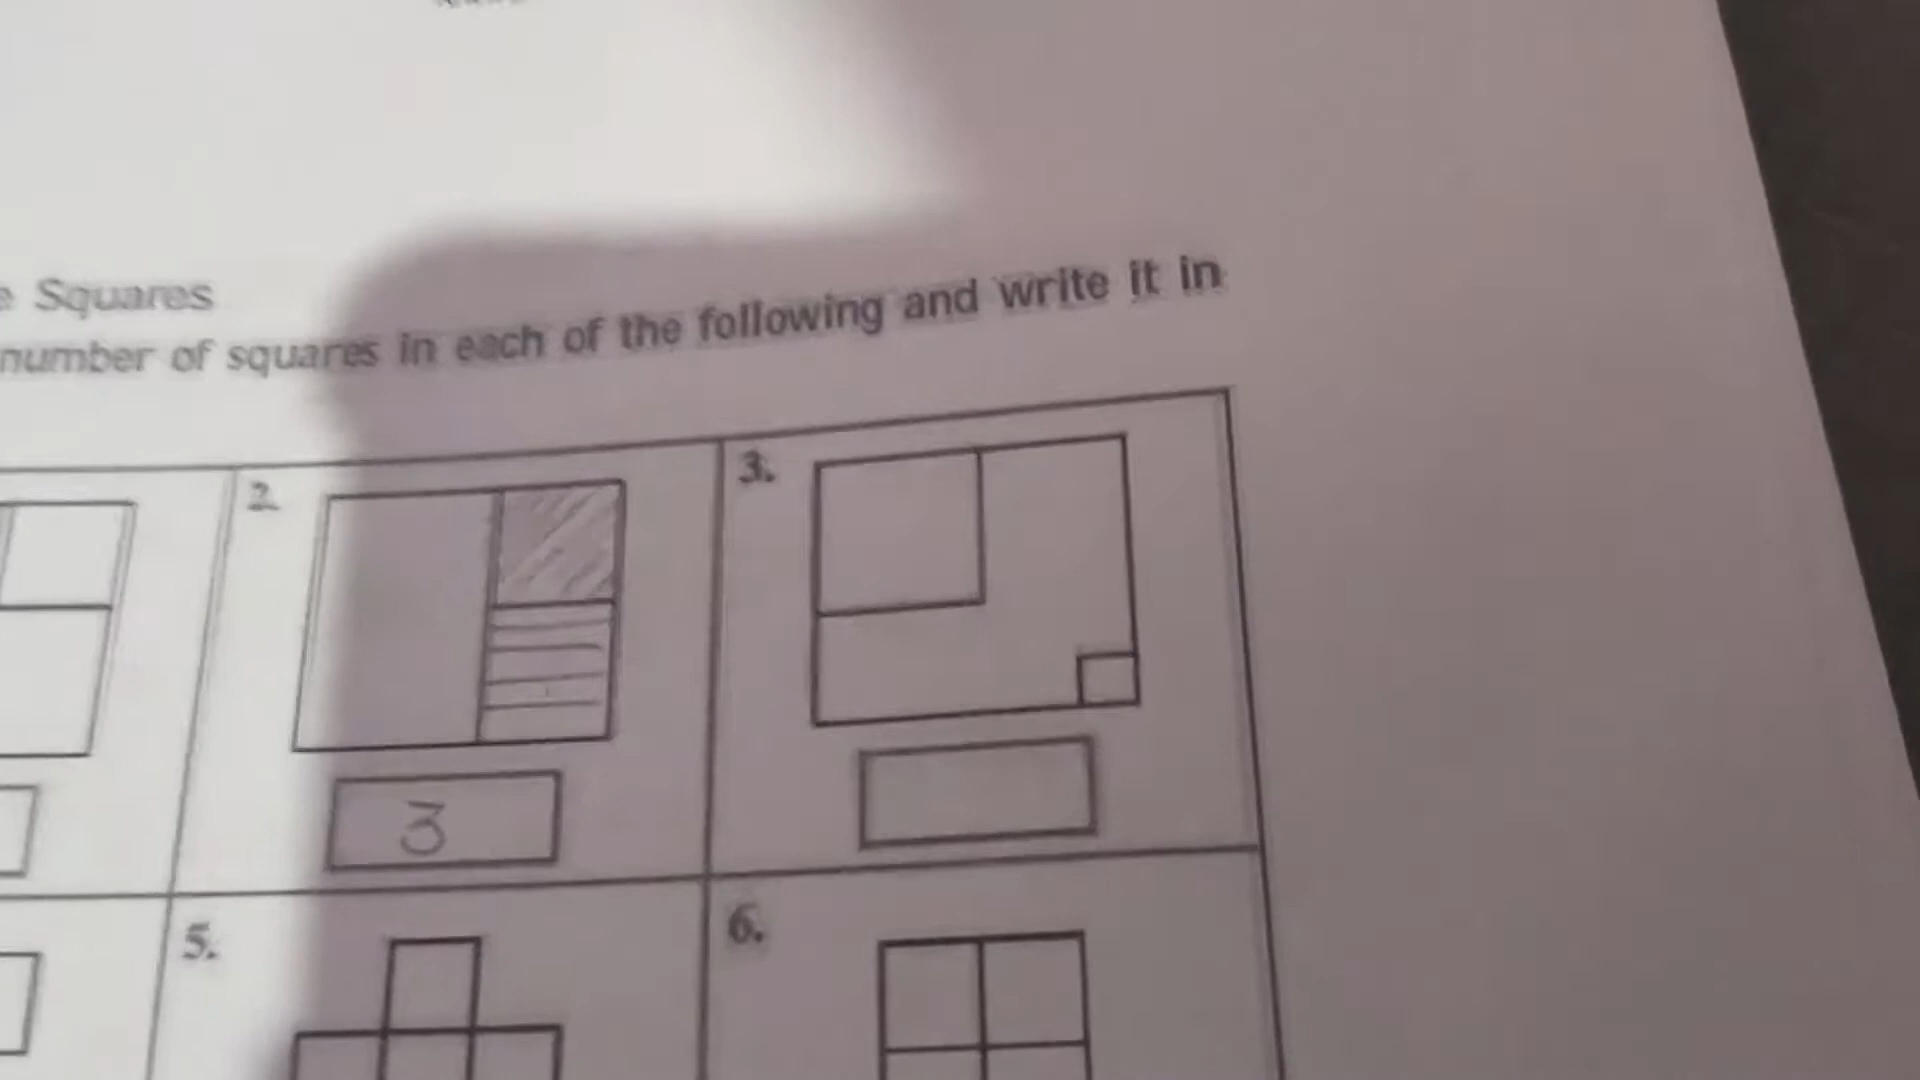 Squares
number of squares in each of the following and write it in
2
3.
3
5.
6.